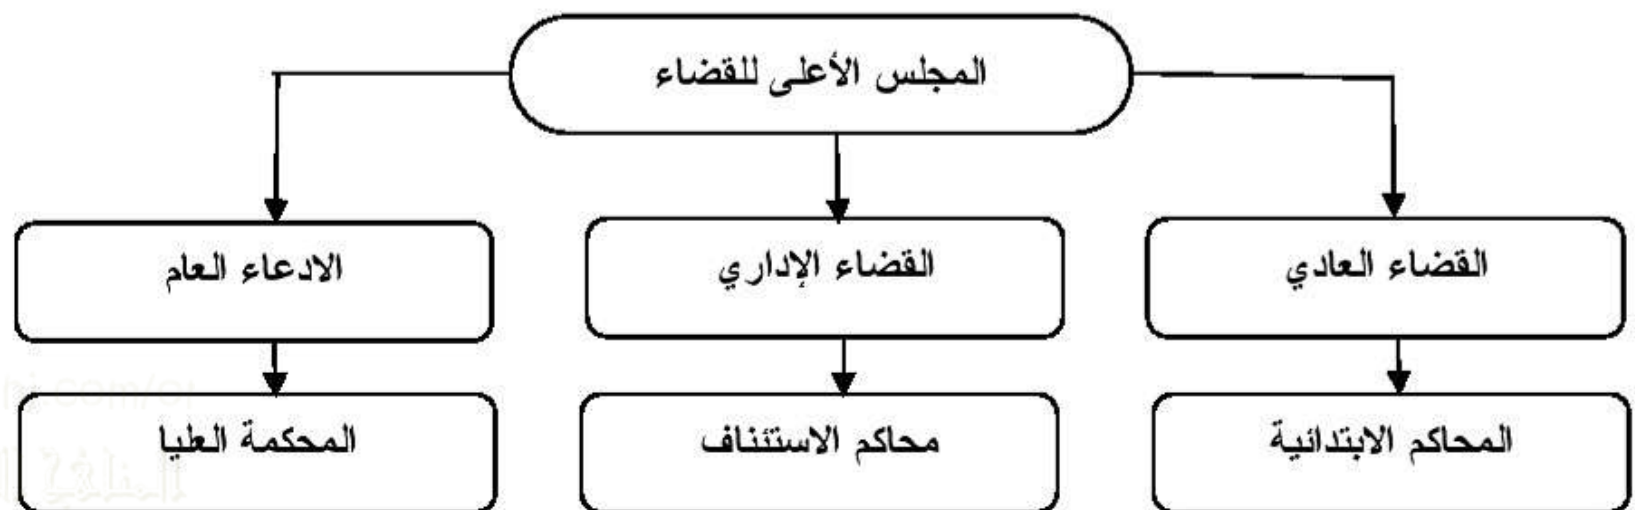 المجلس الأعلى للقضاء
القضاء العادي
القضاء الإداري
الادعاء العام
المحاكم الابتدائية
محاكم الاستئناف
المحكمة العليا